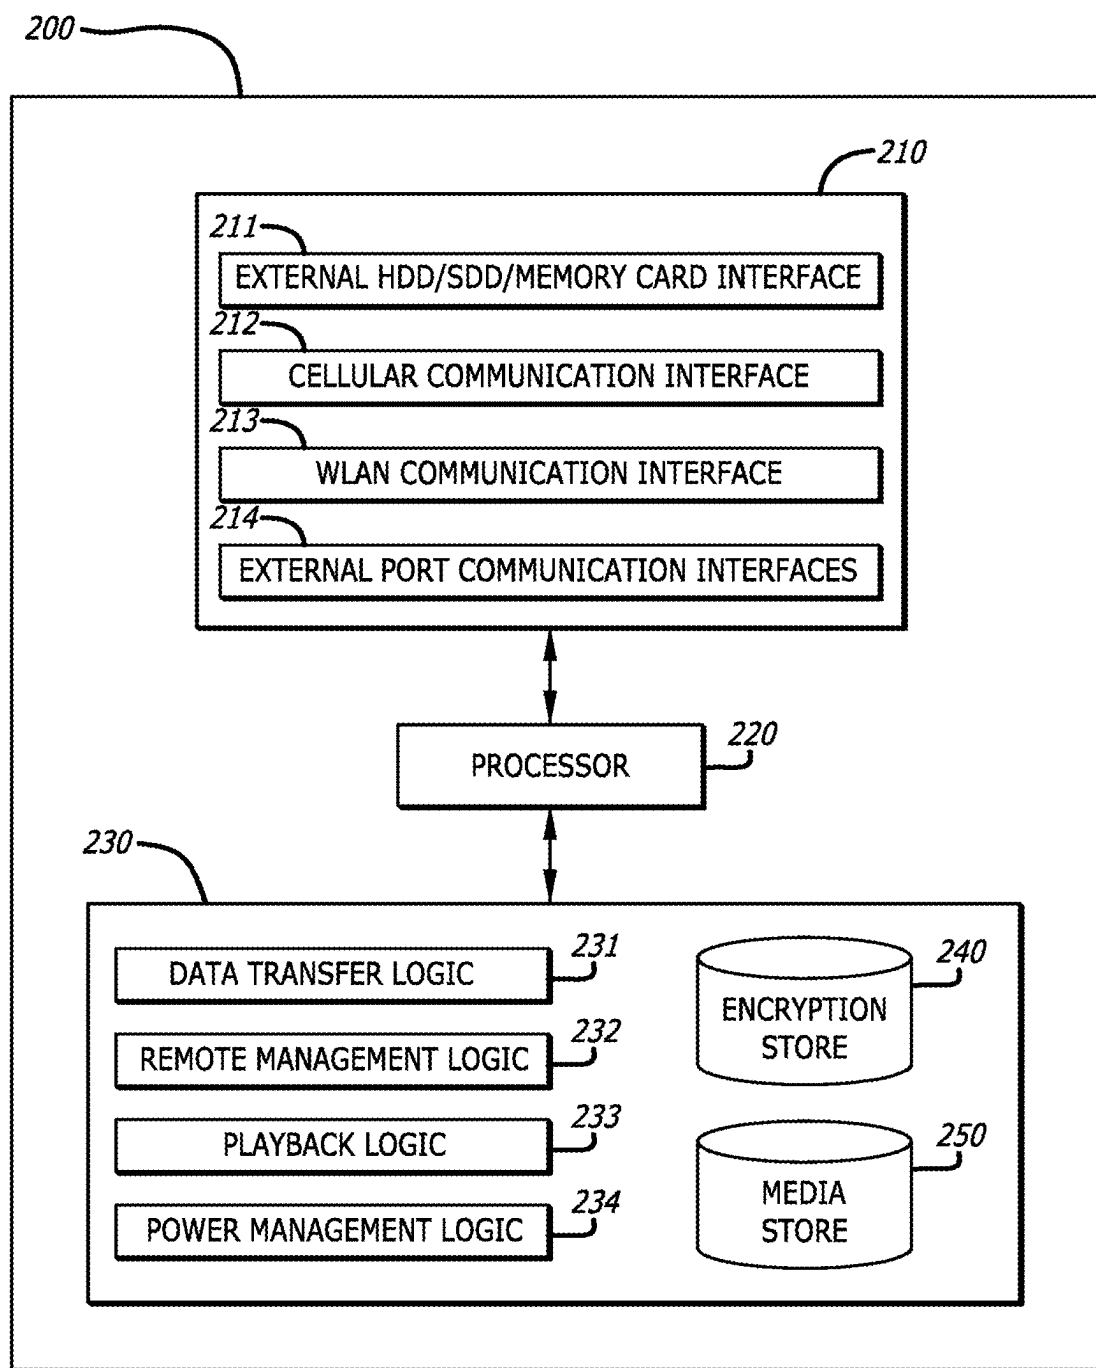 200
210
211
EXTERNAL HDD/SDD/MEMORY CARD INTERFACE
212
CELLULAR COMMUNICATION INTERFACE
213
WLAN COMMUNICATION INTERFACE
214
EXTERNAL PORT COMMUNICATION INTERFACES
220
PROCESSOR
230
231
DATA TRANSFER LOGIC
232
REMOTE MANAGEMENT LOGIC
233
PLAYBACK LOGIC
234
POWER MANAGEMENT LOGIC
240
ENCRYPTION
STORE
250
MEDIA
STORE